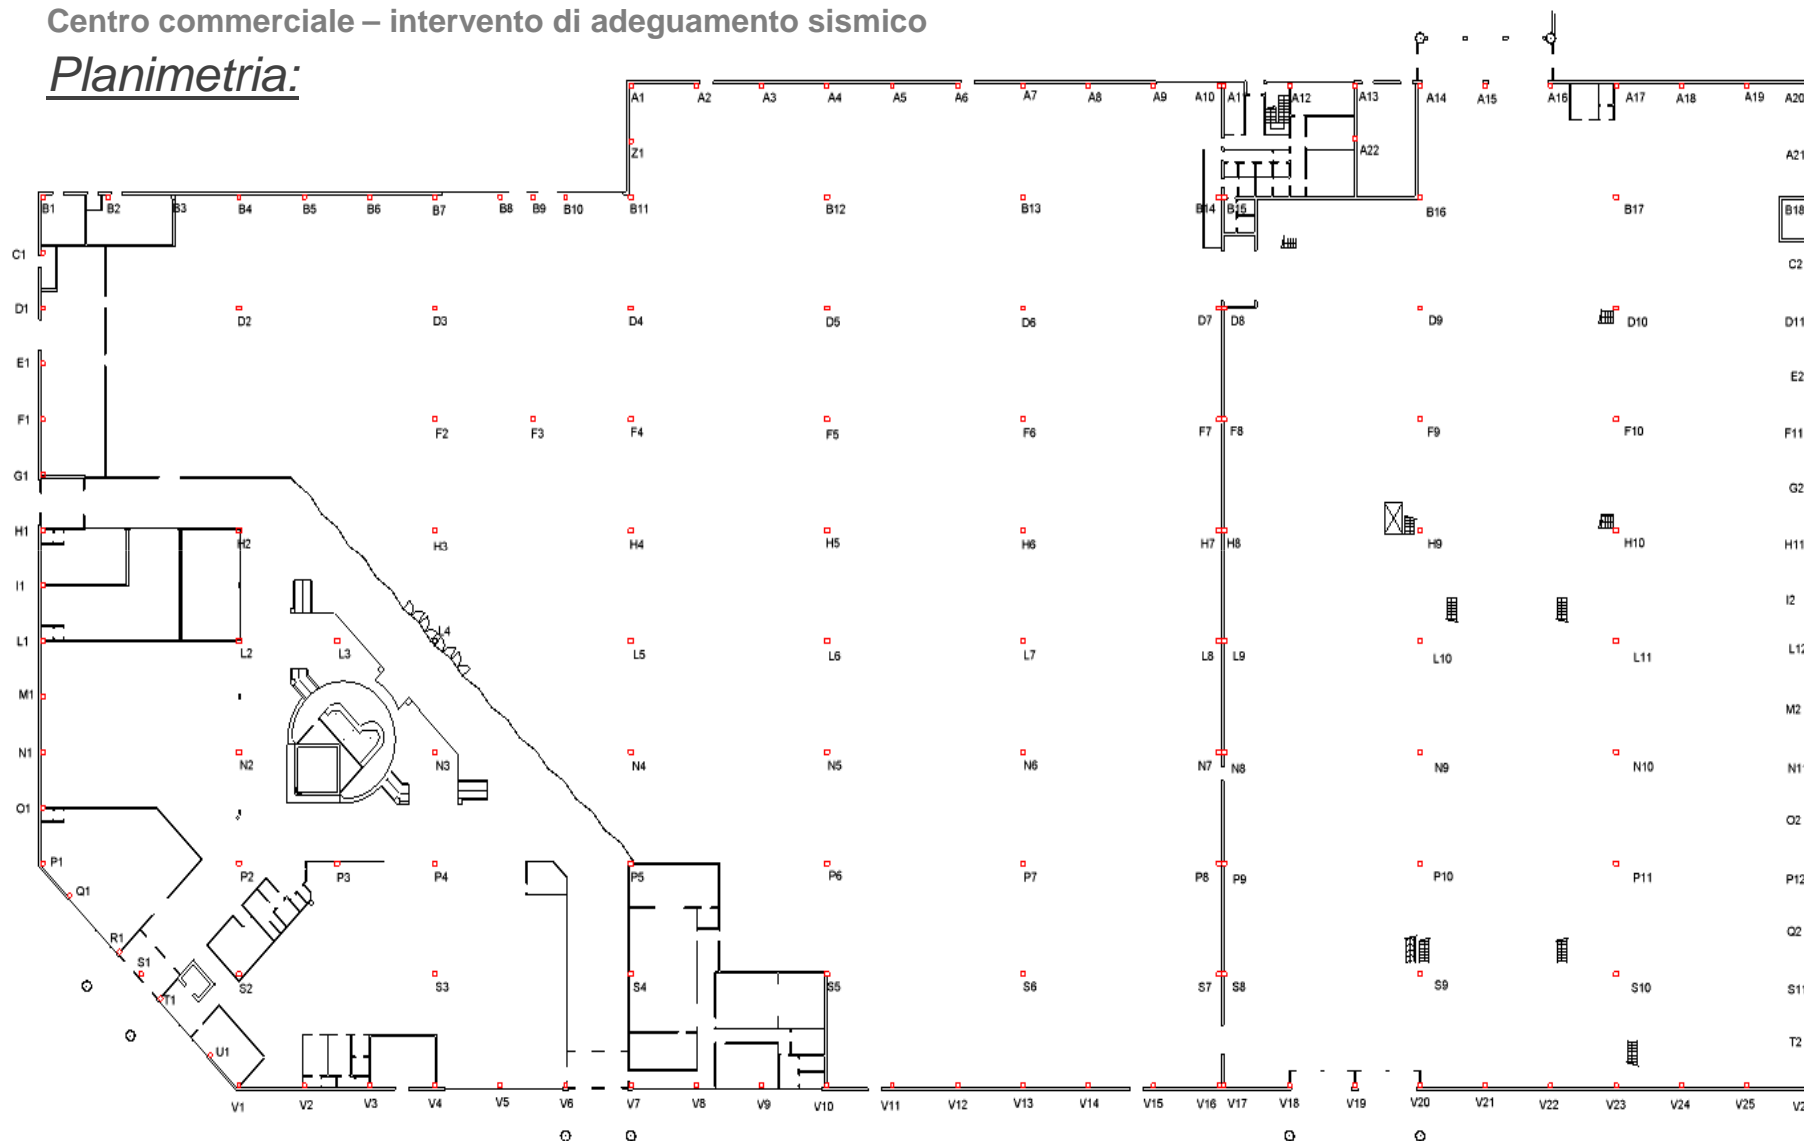 Centro commerciale – intervento di adeguamento sismico
Planimetria:
A1 A2 A3 A4 A5 A6 A7 A8 A9 A10 A11 A12 A13 A14 A15 A16 A17 A18 A19 A20
Z1 A22 A21
B1 B2 B3 B4 B5 B6 B7 B8 B9 B10 B11 B12 B13 B14 B15 B16 B17 B18
C1 C2
D1 D2 D3 D4 D5 D6 D7 D8 D9 D10 D11
E1 E2
F1 F2 F3 F4 F5 F6 F7 F8 F9 F10 F11
G1 G2
H1 H2 H3 H4 H5 H6 H7 H8 H9 H10 H11
I1 I2
L1 L2 L3 L4 L5 L6 L7 L8 L9 L10 L11 L12
M1 M2
N1 N2 N3 N4 N5 N6 N7 N8 N9 N10 N11
O1 O2
P1 P2 P3 P4 P5 P6 P7 P8 P9 P10 P11 P12
Q1 Q2
R1
S1 S2 S3 S4 S5 S6 S7 S8 S9 S10 S11
T1 T2
U1
V1 V2 V3 V4 V5 V6 V7 V8 V9 V10 V11 V12 V13 V14 V15 V16 V17 V18 V19 V20 V21 V22 V23 V24 V25